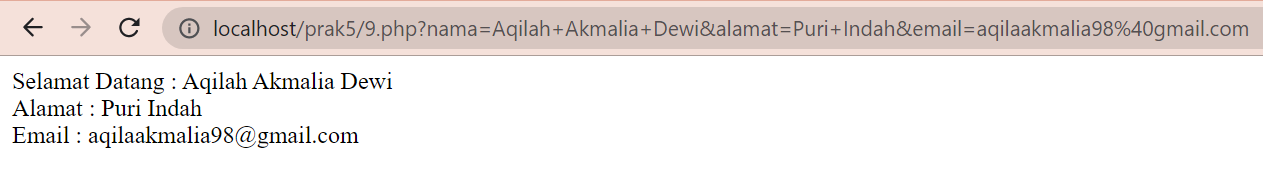 localhost/prak5/9.php?nama=Aqilah+Akmalia+Dewi&alamat=Puri+Indah&email=aqilaakmalia98%40gmail.com
Selamat Datang : Aqilah Akmalia Dewi
Alamat : Puri Indah
Email : aqilaakmalia98@gmail.com